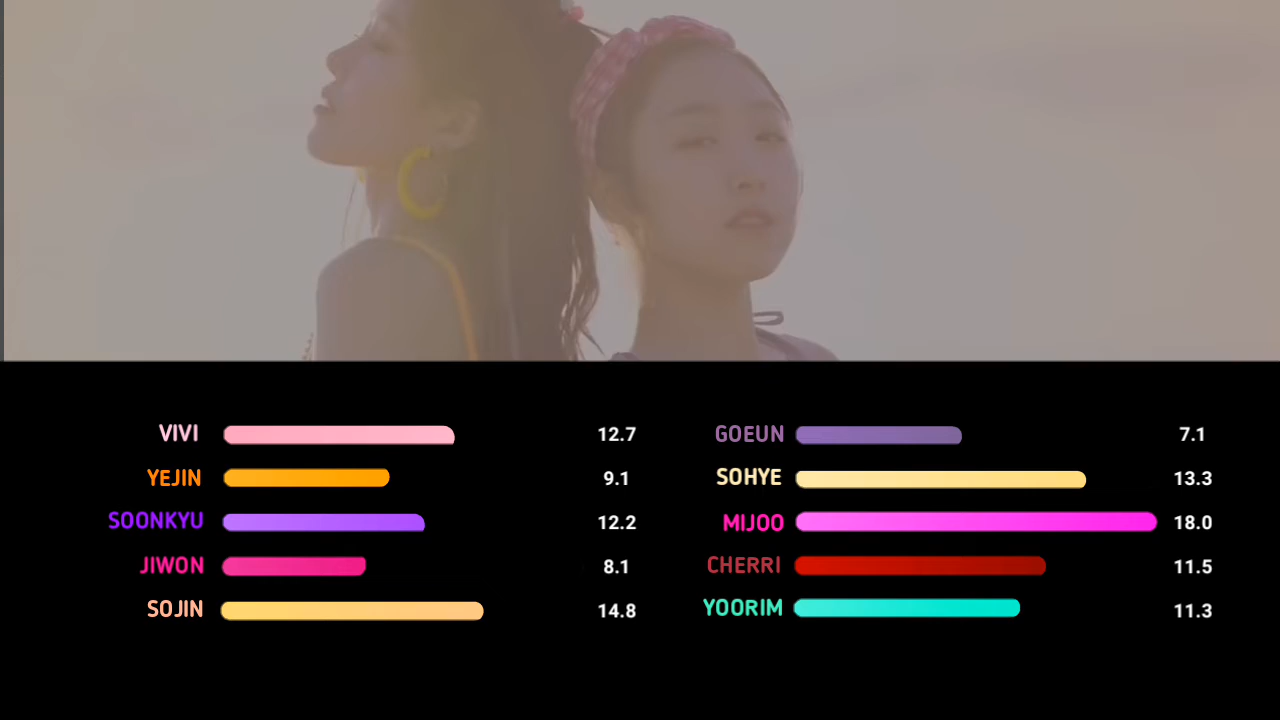 VIVI 12.7
YEJIN 9.1
SOONKYU 12.2
JIWON 8.1
SOJIN 14.8
GOEUN 7.1
SOHYE 13.3
MIJOO 18.0
CHERRI 11.5
YOORIM 11.3